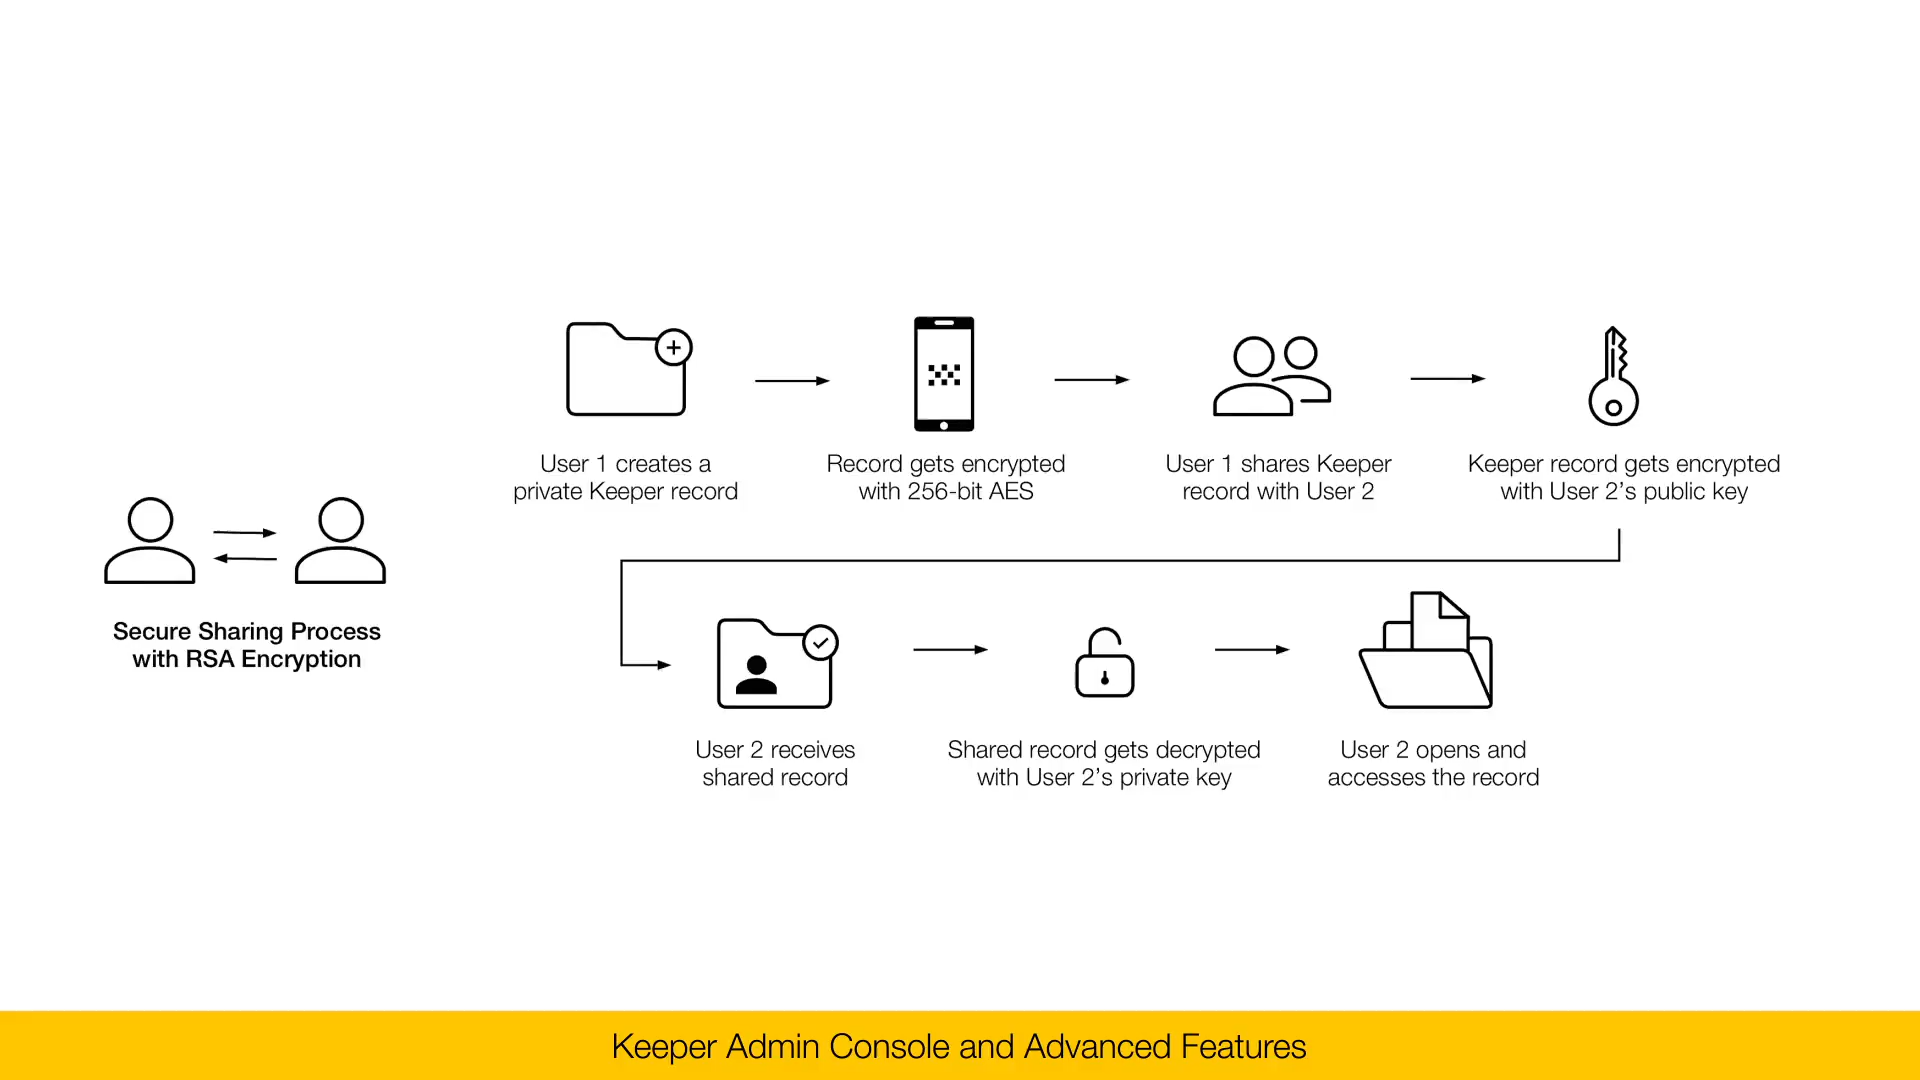 User 1 creates a
private Keeper record
Record gets encrypted
with 256-bit AES
User 1 shares Keeper
record with User 2
Keeper record gets encrypted
with User 2’s public key
Secure Sharing Process
with RSA Encryption
User 2 receives
shared record
Shared record gets decrypted
with User 2’s private key
User 2 opens and
accesses the record
Keeper Admin Console and Advanced Features